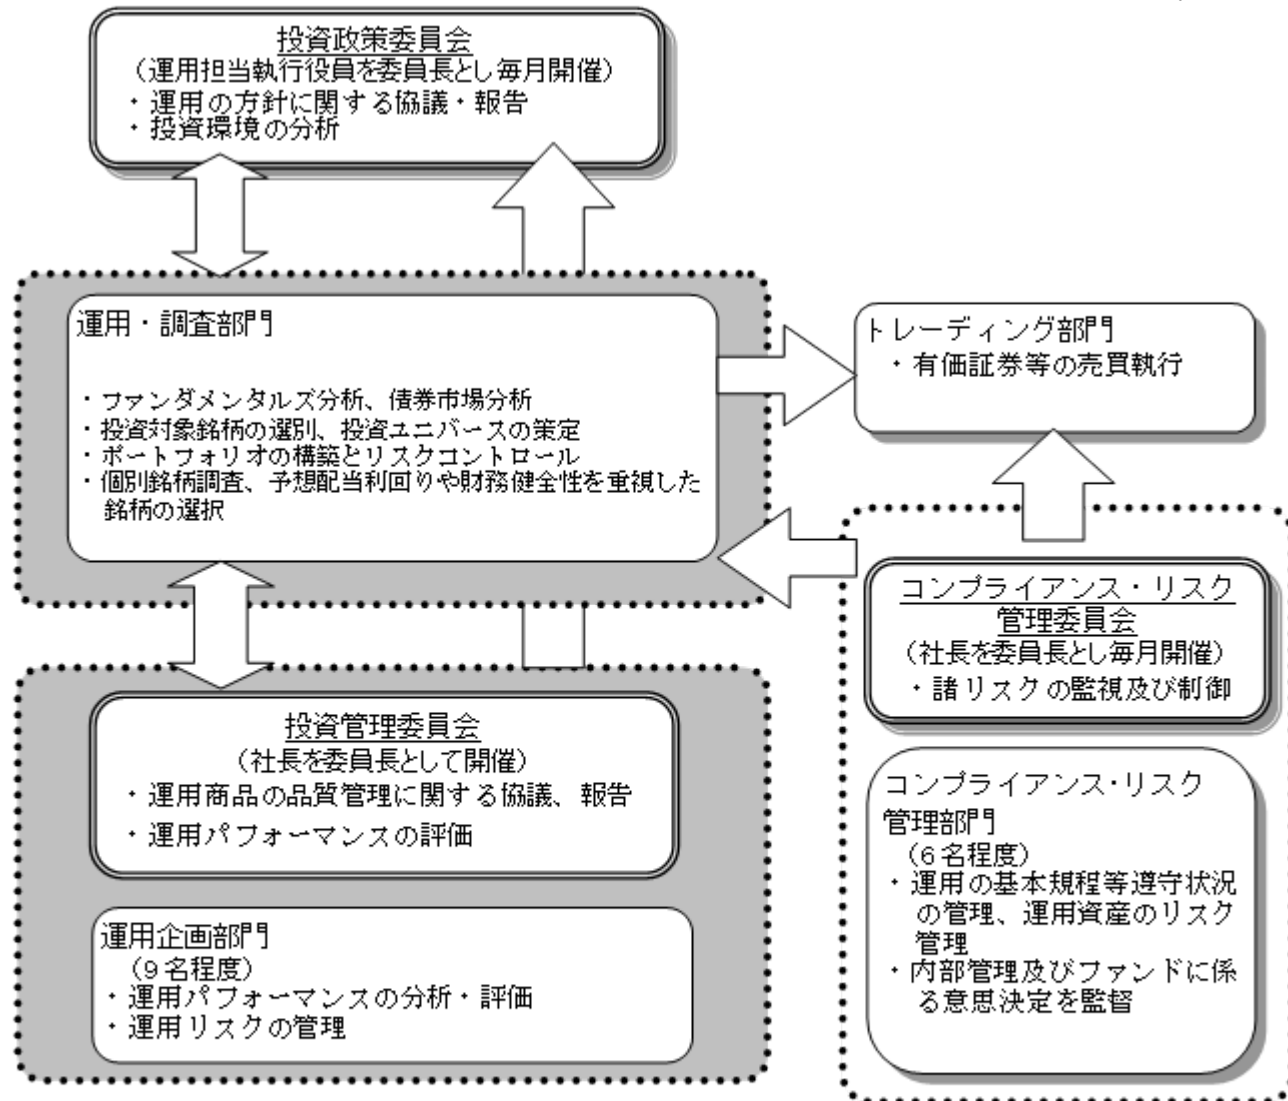 投資政策委員会
（運用担当執行役員を委員長とし毎月開催）
・運用の方針に関する協議・報告
・投資環境の分析
運用・調査部門
・ファンダメンタルズ分析、債券市場分析
・投資対象銘柄の選別、投資ユニバースの策定
・ポートフォリオの構築とリスクコントロール
・個別銘柄調査、予想配当利回りや財務健全性を重視した
銘柄の選択
トレーディング部門
・有価証券等の売買執行
コンプライアンス・リスク
管理委員会
（社長を委員長とし毎月開催）
・諸リスクの監視及び制御
投資管理委員会
（社長を委員長として開催）
・運用商品の品質管理に関する協議、報告
・運用パフォーマンスの評価
運用企画部門
（9名程度）
・運用パフォーマンスの分析・評価
・運用リスクの管理
コンプライアンス・リスク
管理部門
（6名程度）
・運用の基本規程等遵守状況
の管理、運用資産のリスク
管理
・内部管理及びファンドに係
る意思決定を監督